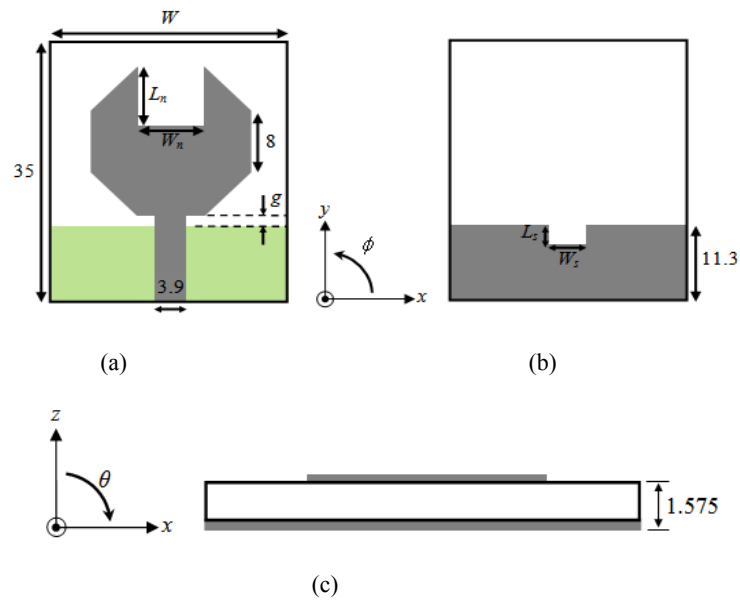 W
L_n
W_n
8
35
g
3.9
y
ϕ
x
L_s
W_s
11.3
(a)
(b)
z
θ
x
1.575
(c)